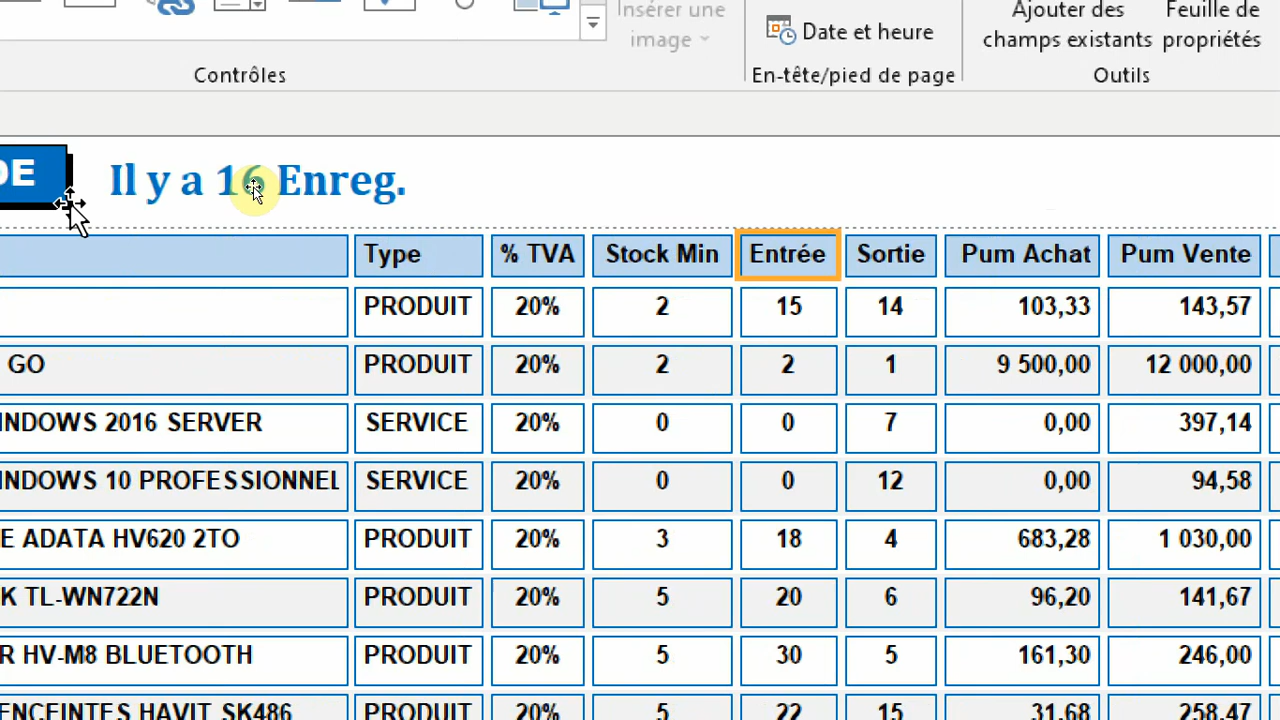 Insérer une
image
Date et heure
Ajouter des
champs existants
Feuille de
propriétés
Contrôles
En-tête/pied de page
Outils
DE
Il y a 16 Enreg.
Type % TVA Stock Min Entrée Sortie Pum Achat Pum Vente
PRODUIT 20% 2 15 14 103,33 143,57
GO PRODUIT 20% 2 2 1 9 500,00 12 000,00
INDOWS 2016 SERVER SERVICE 20% 0 0 7 0,00 397,14
INDOWS 10 PROFESSIONNEL SERVICE 20% 0 0 12 0,00 94,58
E ADATA HV620 2TO PRODUIT 20% 3 18 4 683,28 1 030,00
K TL-WN722N PRODUIT 20% 5 20 6 96,20 141,67
R HV-M8 BLUETOOTH PRODUIT 20% 5 30 5 161,30 246,00
ENCEINTES HAVIT SK486 PRODUIT 20% 5 22 15 31,68 258,47